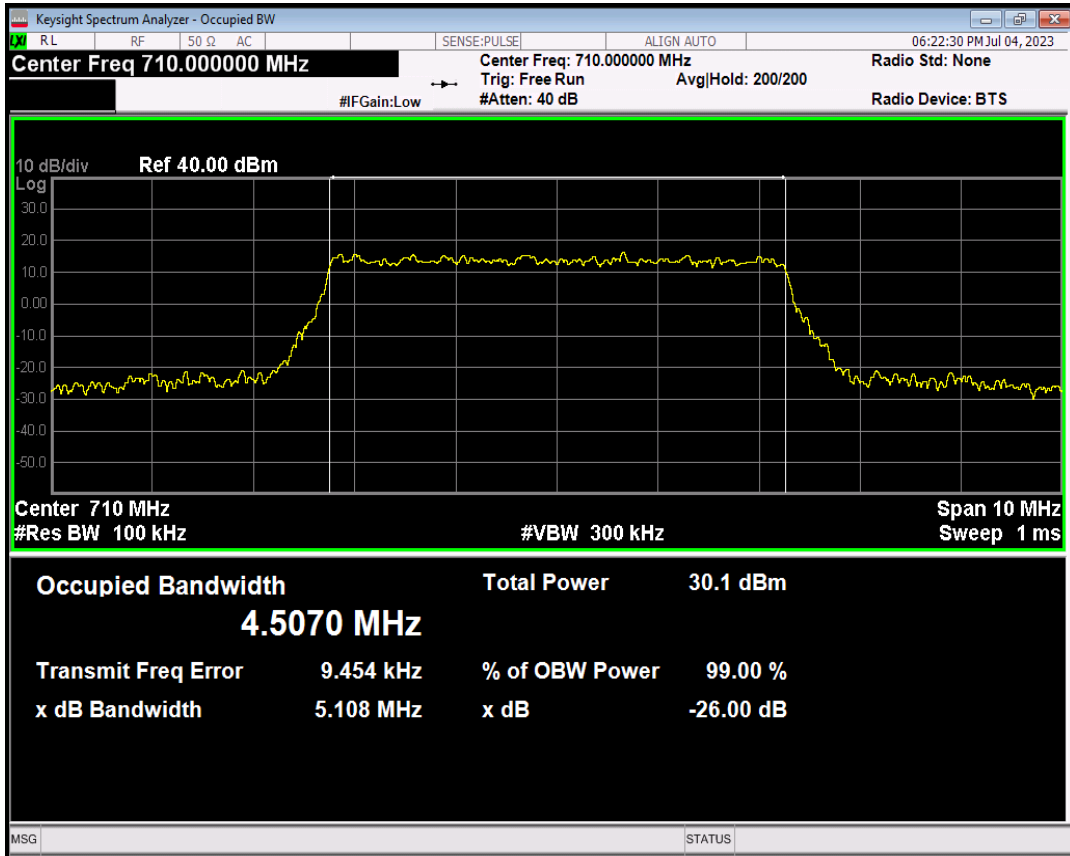 Keysight Spectrum Analyzer - Occupied BW
LXI RL RF 50 Ω AC SENSE:PULSE ALIGN AUTO 06:22:30 PM Jul 04, 2023
Center Freq 710.000000 MHz Center Freq: 710.000000 MHz Radio Std: None
Trig: Free Run Avg|Hold: 200/200
#IFGain:Low #Atten: 40 dB Radio Device: BTS
10 dB/div Ref 40.00 dBm
Log
30.0
20.0
10.0
0.00
-10.0
-20.0
-30.0
-40.0
-50.0
Center 710 MHz Span 10 MHz
#Res BW 100 kHz #VBW 300 kHz Sweep 1 ms
Occupied Bandwidth Total Power 30.1 dBm
4.5070 MHz
Transmit Freq Error 9.454 kHz % of OBW Power 99.00 %
x dB Bandwidth 5.108 MHz x dB -26.00 dB
MSG STATUS